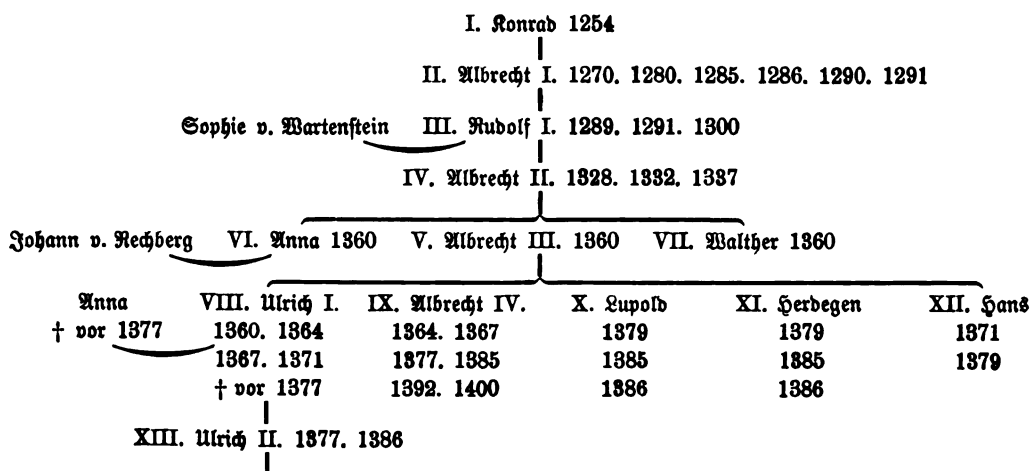 I. Konrad 1254
II. Albrecht I. 1270. 1280. 1285. 1286. 1290. 1291
Sophie v. Wartenstein III. Rudolf I. 1289. 1291. 1300
IV. Albrecht II. 1328. 1332. 1337
Johann v. Rechberg VI. Anna 1360 V. Albrecht III. 1360 VII. Walther 1360
Anna VIII. Ulrich I. IX. Albrecht IV. X. Lupold XI. Herdegen XII. Hans
† vor 1377 1360. 1364 1364. 1367 1379 1379 1371
1367. 1371 1377. 1385 1385 1385 1379
† vor 1377 1392. 1400 1386 1386
XIII. Ulrich II. 1377. 1386